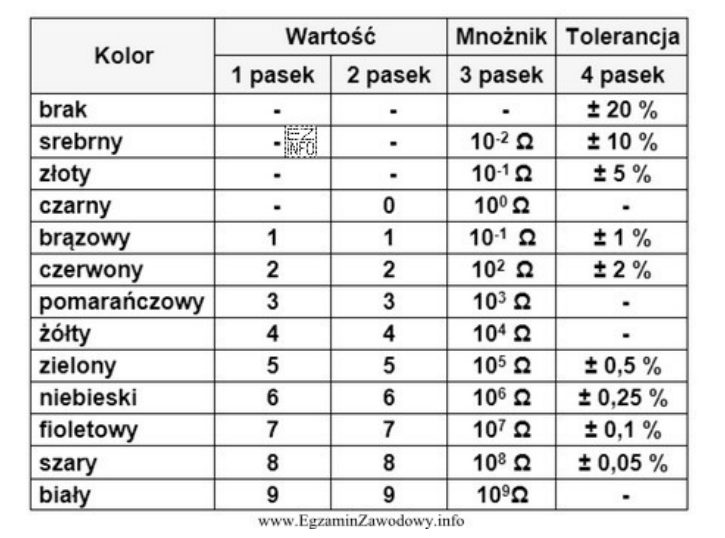 Kolor Wartość Mnożnik Tolerancja
1 pasek 2 pasek 3 pasek 4 pasek
brak - - - ± 20 %
srebrny - EZ INFO - 10⁻² Ω ± 10 %
złoty - - 10⁻¹ Ω ± 5 %
czarny - 0 10⁰ Ω -
brązowy 1 1 10⁻¹ Ω ± 1 %
czerwony 2 2 10² Ω ± 2 %
pomarańczowy 3 3 10³ Ω -
żółty 4 4 10⁴ Ω -
zielony 5 5 10⁵ Ω ± 0,5 %
niebieski 6 6 10⁶ Ω ± 0,25 %
fioletowy 7 7 10⁷ Ω ± 0,1 %
szary 8 8 10⁸ Ω ± 0,05 %
biały 9 9 10⁹Ω -
www.EgzaminZawodowy.info